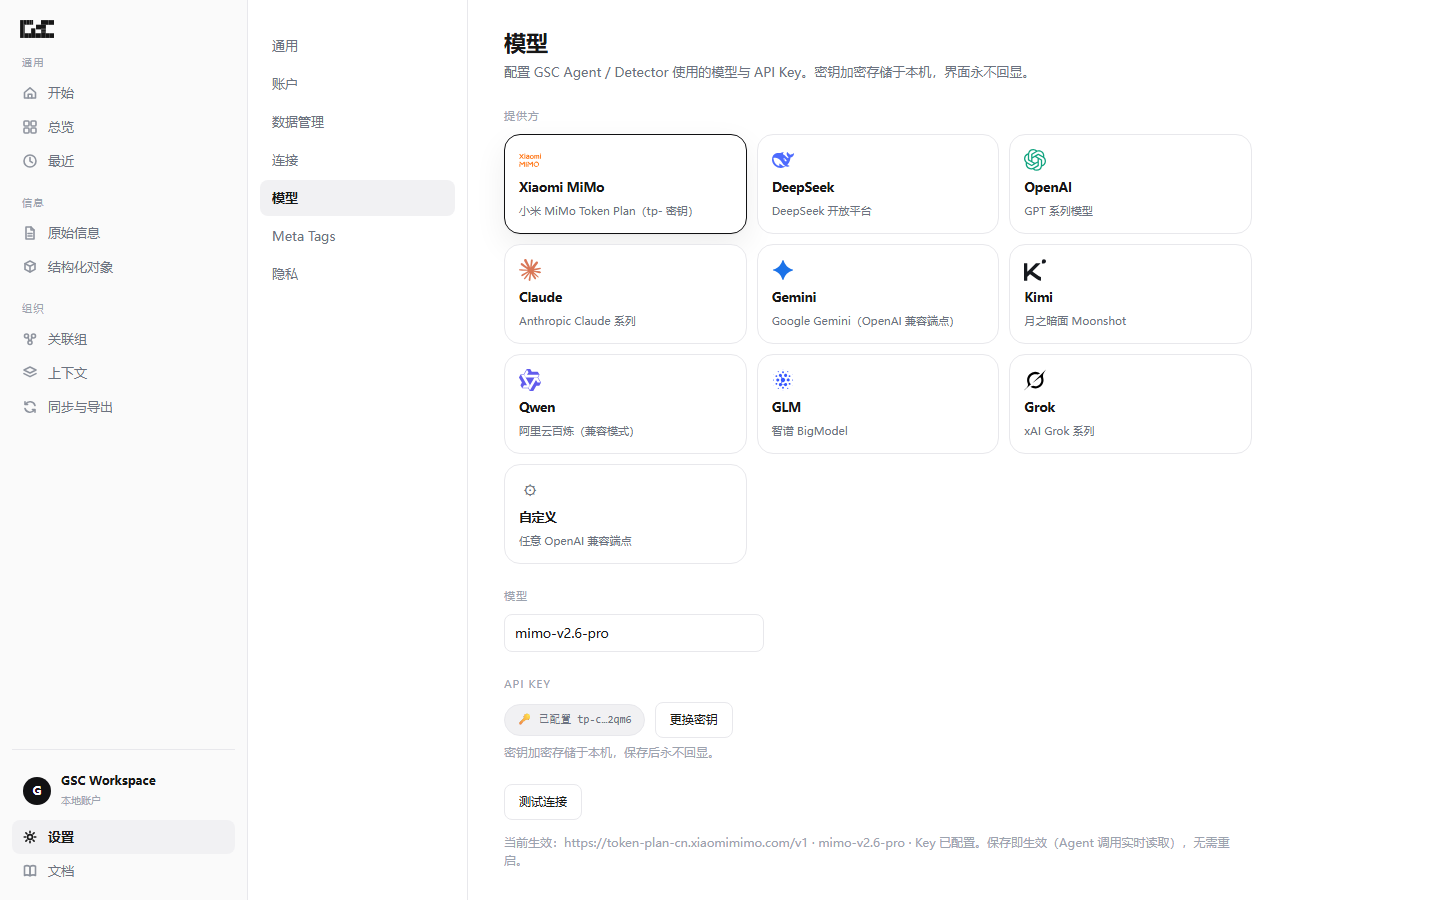 GSC
通用
开始
总览
最近
信息
原始信息
结构化对象
组织
关联组
上下文
同步与导出
GSC Workspace
G
本地账户
设置
文档
通用
账户
数据管理
连接
模型
Meta Tags
隐私
模型
配置 GSC Agent / Detector 使用的模型与 API Key。密钥加密存储于本机，界面永不回显。
提供方
Xiaomi
MiMO
Xiaomi MiMo
小米 MiMo Token Plan（tp- 密钥）
DeepSeek
DeepSeek 开放平台
OpenAI
GPT 系列模型
Claude
Anthropic Claude 系列
Gemini
Google Gemini（OpenAI 兼容端点）
Kimi
月之暗面 Moonshot
Qwen
阿里云百炼（兼容模式）
GLM
智谱 BigModel
Grok
xAI Grok 系列
自定义
任意 OpenAI 兼容端点
模型
mimo-v2.6-pro
API KEY
已配置 tp-c…2qm6
更换密钥
密钥加密存储于本机，保存后永不回显。
测试连接
当前生效：https://token-plan-cn.xiaomimimo.com/v1 · mimo-v2.6-pro · Key 已配置。保存即生效（Agent 调用实时读取），无需重
启。